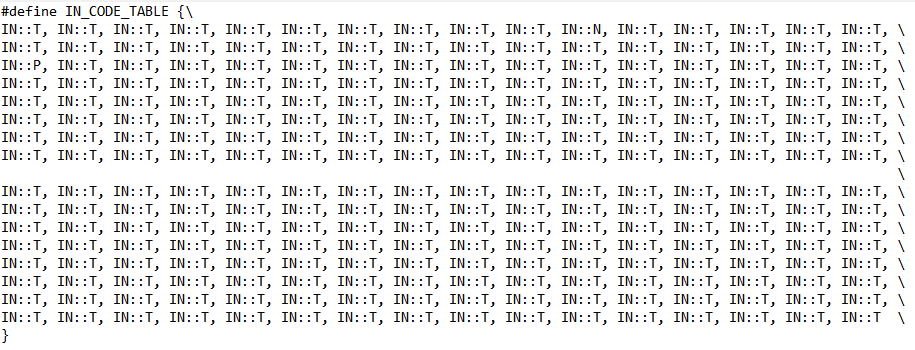 #define IN_CODE_TABLE {\
IN::T, IN::T, IN::T, IN::T, IN::T, IN::T, IN::T, IN::T, IN::T, IN::T, IN::N, IN::T, IN::T, IN::T, IN::T, IN::T, \
IN::T, IN::T, IN::T, IN::T, IN::T, IN::T, IN::T, IN::T, IN::T, IN::T, IN::T, IN::T, IN::T, IN::T, IN::T, IN::T, \
IN::P, IN::T, IN::T, IN::T, IN::T, IN::T, IN::T, IN::T, IN::T, IN::T, IN::T, IN::T, IN::T, IN::T, IN::T, IN::T, \
IN::T, IN::T, IN::T, IN::T, IN::T, IN::T, IN::T, IN::T, IN::T, IN::T, IN::T, IN::T, IN::T, IN::T, IN::T, IN::T, \
IN::T, IN::T, IN::T, IN::T, IN::T, IN::T, IN::T, IN::T, IN::T, IN::T, IN::T, IN::T, IN::T, IN::T, IN::T, IN::T, \
IN::T, IN::T, IN::T, IN::T, IN::T, IN::T, IN::T, IN::T, IN::T, IN::T, IN::T, IN::T, IN::T, IN::T, IN::T, IN::T, \
IN::T, IN::T, IN::T, IN::T, IN::T, IN::T, IN::T, IN::T, IN::T, IN::T, IN::T, IN::T, IN::T, IN::T, IN::T, IN::T, \
IN::T, IN::T, IN::T, IN::T, IN::T, IN::T, IN::T, IN::T, IN::T, IN::T, IN::T, IN::T, IN::T, IN::T, IN::T, IN::T, \
\
IN::T, IN::T, IN::T, IN::T, IN::T, IN::T, IN::T, IN::T, IN::T, IN::T, IN::T, IN::T, IN::T, IN::T, IN::T, IN::T, \
IN::T, IN::T, IN::T, IN::T, IN::T, IN::T, IN::T, IN::T, IN::T, IN::T, IN::T, IN::T, IN::T, IN::T, IN::T, IN::T, \
IN::T, IN::T, IN::T, IN::T, IN::T, IN::T, IN::T, IN::T, IN::T, IN::T, IN::T, IN::T, IN::T, IN::T, IN::T, IN::T, \
IN::T, IN::T, IN::T, IN::T, IN::T, IN::T, IN::T, IN::T, IN::T, IN::T, IN::T, IN::T, IN::T, IN::T, IN::T, IN::T, \
IN::T, IN::T, IN::T, IN::T, IN::T, IN::T, IN::T, IN::T, IN::T, IN::T, IN::T, IN::T, IN::T, IN::T, IN::T, IN::T, \
IN::T, IN::T, IN::T, IN::T, IN::T, IN::T, IN::T, IN::T, IN::T, IN::T, IN::T, IN::T, IN::T, IN::T, IN::T, IN::T, \
IN::T, IN::T, IN::T, IN::T, IN::T, IN::T, IN::T, IN::T, IN::T, IN::T, IN::T, IN::T, IN::T, IN::T, IN::T, IN::T, \
IN::T, IN::T, IN::T, IN::T, IN::T, IN::T, IN::T, IN::T, IN::T, IN::T, IN::T, IN::T, IN::T, IN::T, IN::T, IN::T  \
}